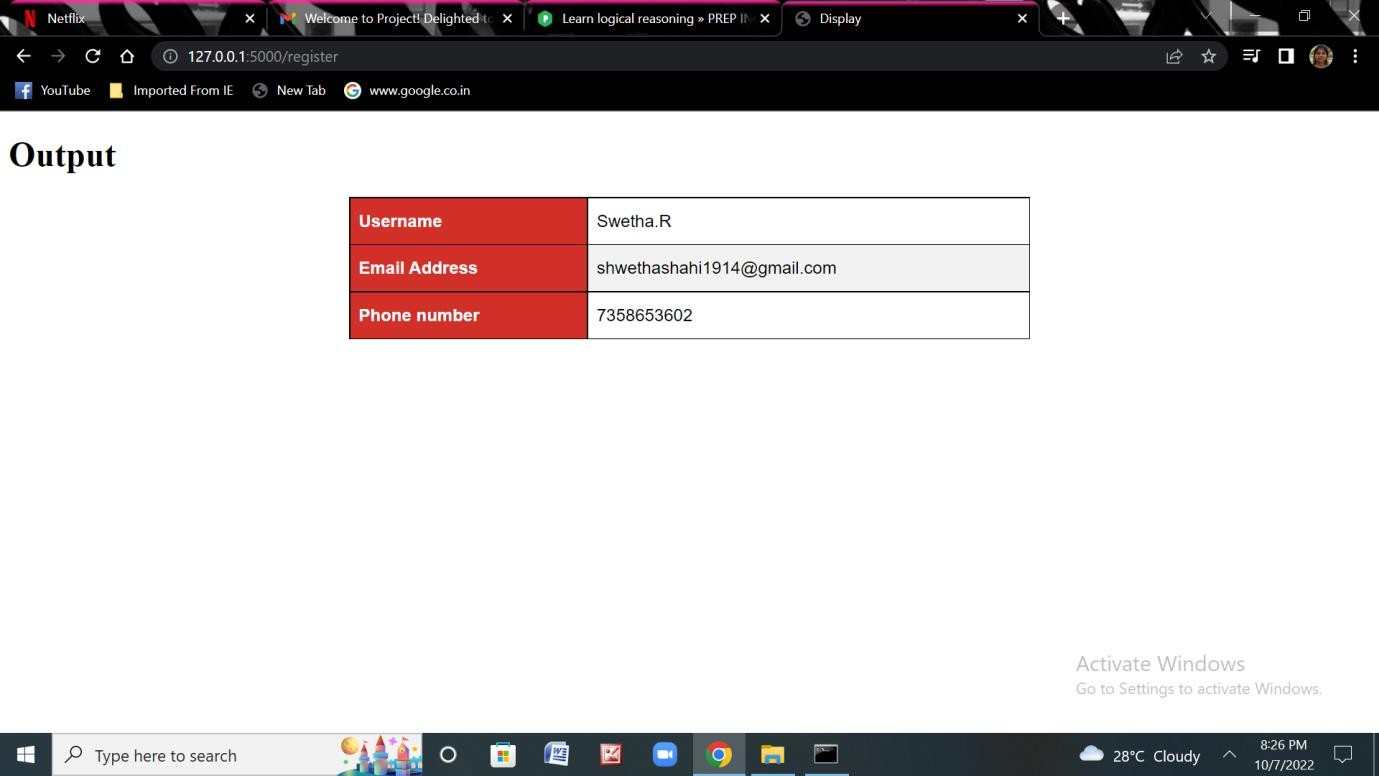 Netflix
Welcome to Project! Delighted to
Learn logical reasoning » PREP IN
Display
127.0.0.1:5000/register
YouTube
Imported From IE
New Tab
www.google.co.in
Output
Username Swetha.R
Email Address shwethashahi1914@gmail.com
Phone number 7358653602
Activate Windows
Go to Settings to activate Windows.
Type here to search
28°C Cloudy
8:26 PM
10/7/2022